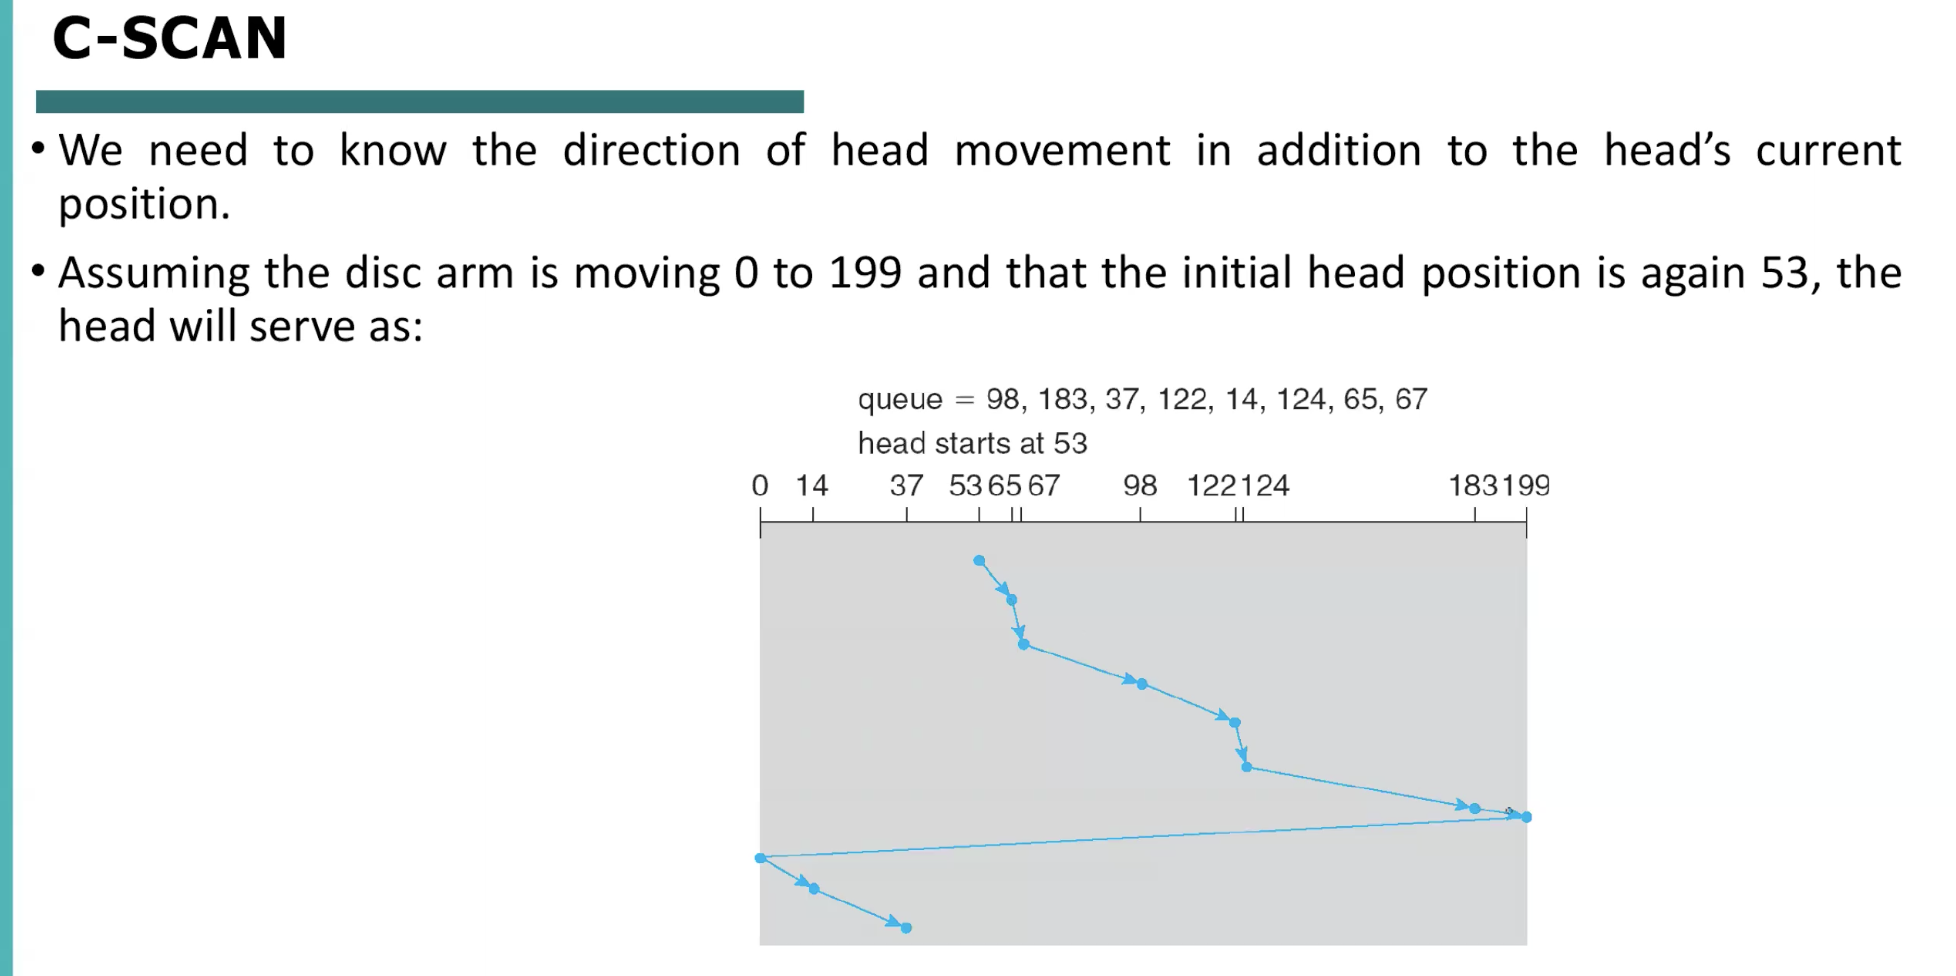 C-SCAN
• We need to know the direction of head movement in addition to the head’s current
position.
• Assuming the disc arm is moving 0 to 199 and that the initial head position is again 53, the
head will serve as:
queue = 98, 183, 37, 122, 14, 124, 65, 67
head starts at 53
0 14 37 53 65 67 98 122 124 183 199